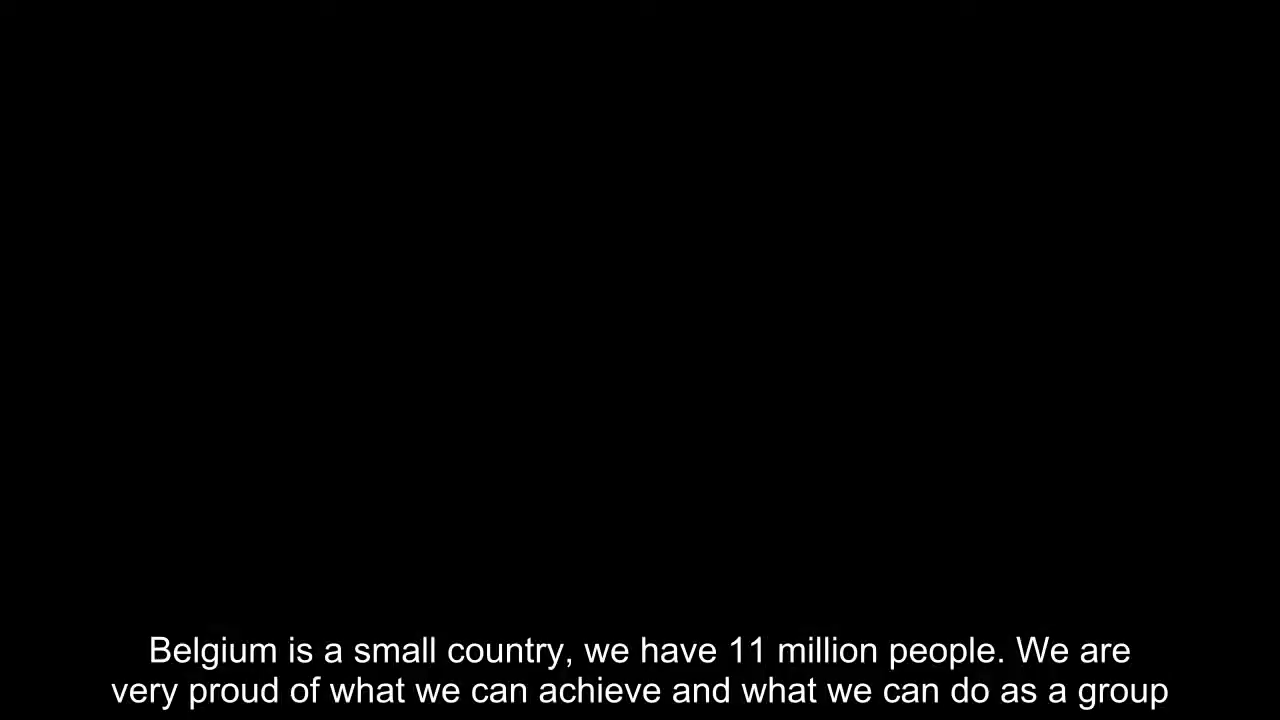 Belgium is a small country, we have 11 million people. We are
very proud of what we can achieve and what we can do as a group